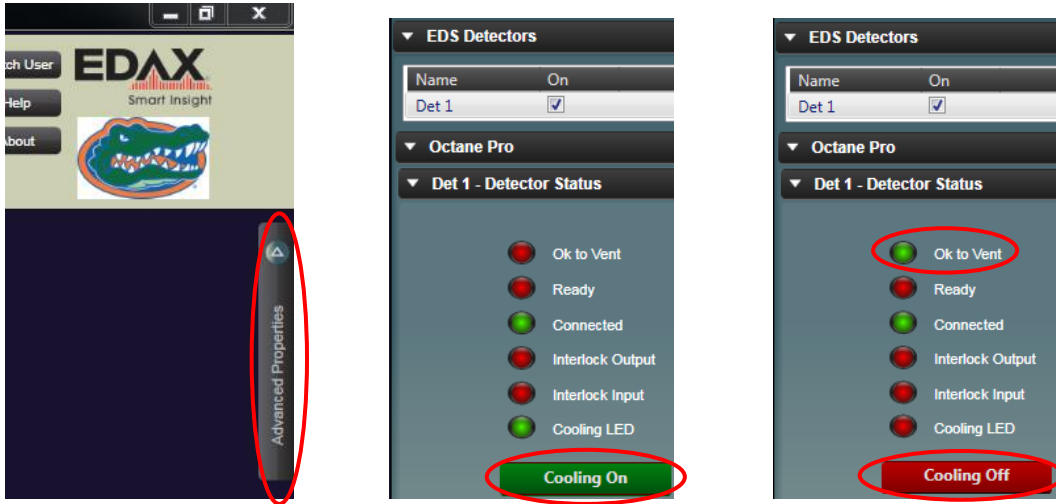 tch User
EDAX
Smart Insight
Help
About
Advanced Properties
EDS Detectors
Name On
Det 1
Octane Pro
Det 1 - Detector Status
Ok to Vent
Ready
Connected
Interlock Output
Interlock Input
Cooling LED
Cooling On
EDS Detectors
Name On
Det 1
Octane Pro
Det 1 - Detector Status
Ok to Vent
Ready
Connected
Interlock Output
Interlock Input
Cooling LED
Cooling Off